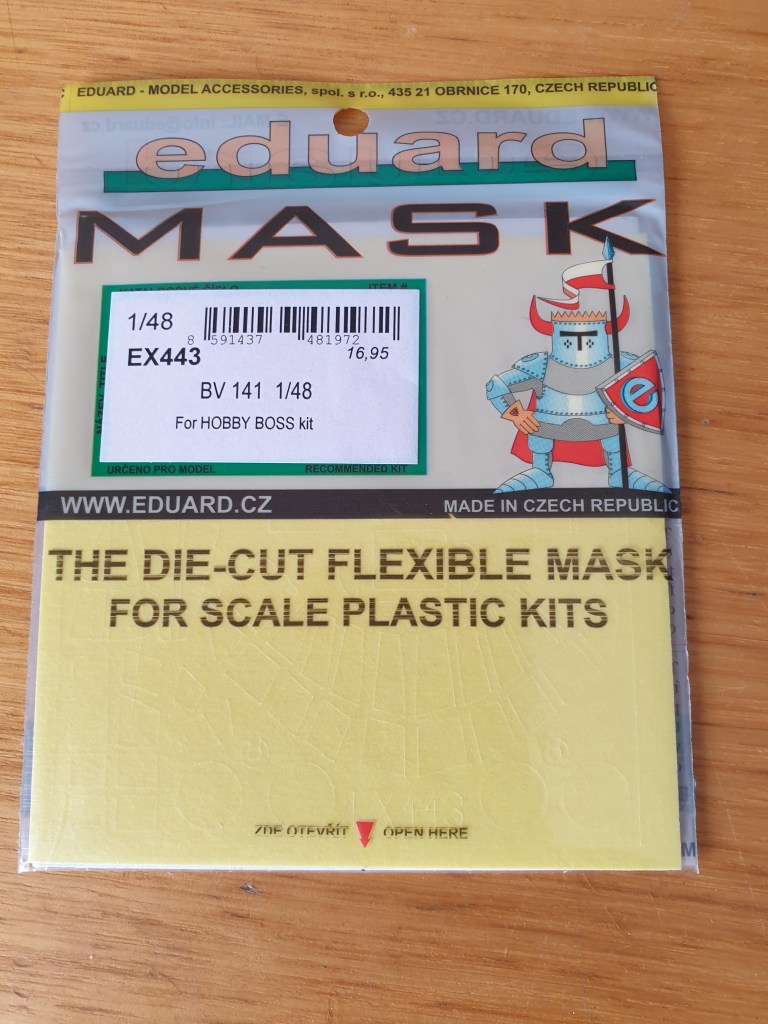 EDUARD - MODEL ACCESSORIES, spol. s r.o., 435 21 OBRNICE 170, CZECH REPUBLIC
eduard
MASK
ITEM #
1/48
8 591437 481972
EX443
16,95
BV 141 1/48
For HOBBY BOSS kit
URČENO PRO MODEL
RECOMMENDED KIT
e
WWW.EDUARD.CZ
MADE IN CZECH REPUBLIC
THE DIE-CUT FLEXIBLE MASK
FOR SCALE PLASTIC KITS
EX443
ZDE OTEVŘÍT OPEN HERE